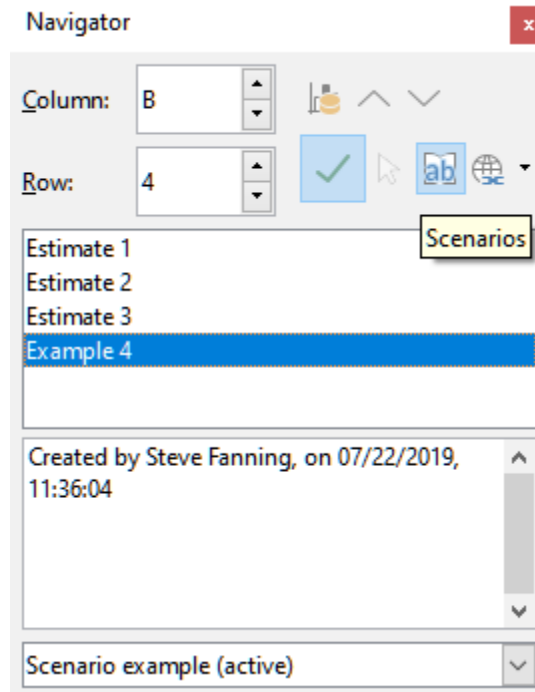 Navigator
x
Column: B
Row: 4
ab
Scenarios
Estimate 1
Estimate 2
Estimate 3
Example 4
Created by Steve Fanning, on 07/22/2019,
11:36:04
Scenario example (active)